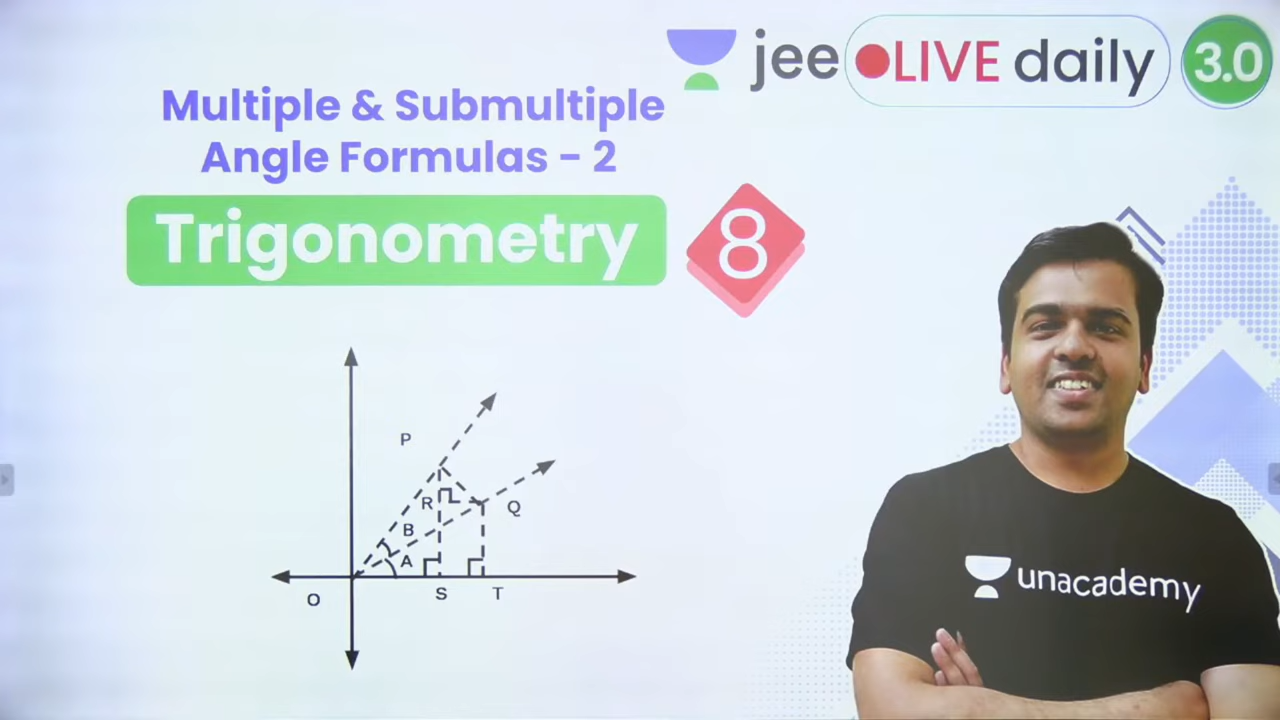 jee LIVE daily 3.0
Multiple & Submultiple
Angle Formulas - 2
Trigonometry 8
P
R
Q
B
A
O
S
T
unacademy